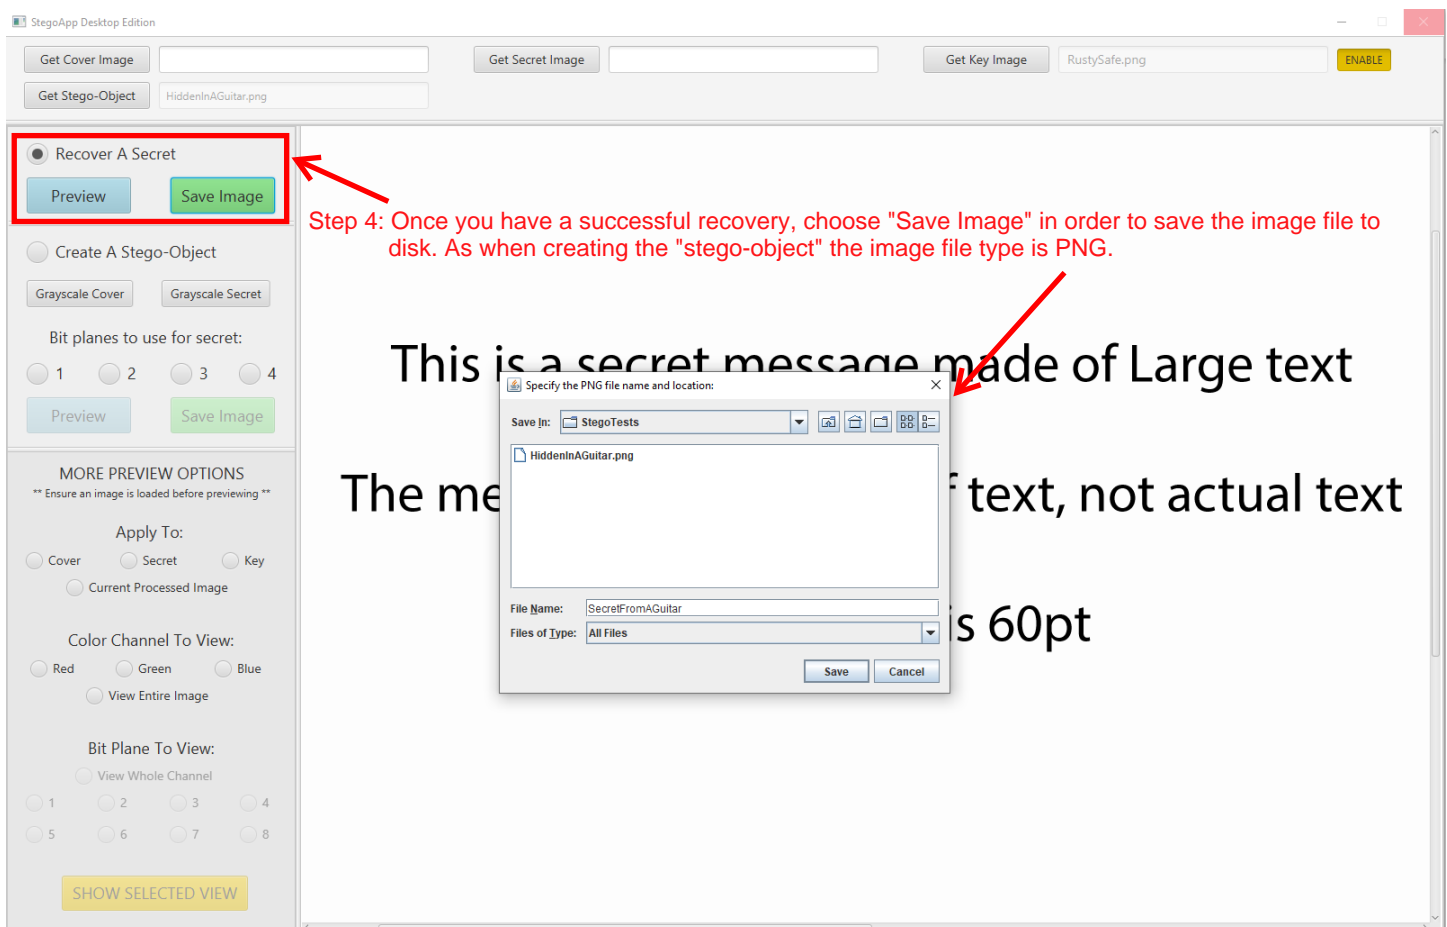 StegoApp Desktop Edition
Get Cover Image
Get Secret Image
Get Key Image
RustySafe.png
ENABLE
Get Stego-Object
HiddenInAGuitar.png
Recover A Secret
Preview
Save Image
Step 4: Once you have a successful recovery, choose "Save Image" in order to save the image file to
disk. As when creating the "stego-object" the image file type is PNG.
Create A Stego-Object
Grayscale Cover
Grayscale Secret
Bit planes to use for secret:
1 2 3 4
Preview
Save Image
MORE PREVIEW OPTIONS
** Ensure an image is loaded before previewing **
Apply To:
Cover Secret Key
Current Processed Image
Color Channel To View:
Red Green Blue
View Entire Image
Bit Plane To View:
View Whole Channel
1 2 3 4
5 6 7 8
SHOW SELECTED VIEW
This is a secret message made of Large text
The me
text, not actual text
is 60pt
Specify the PNG file name and location:
Save In: StegoTests
HiddenInAGuitar.png
File Name: SecretFromAGuitar
Files of Type: All Files
Save Cancel